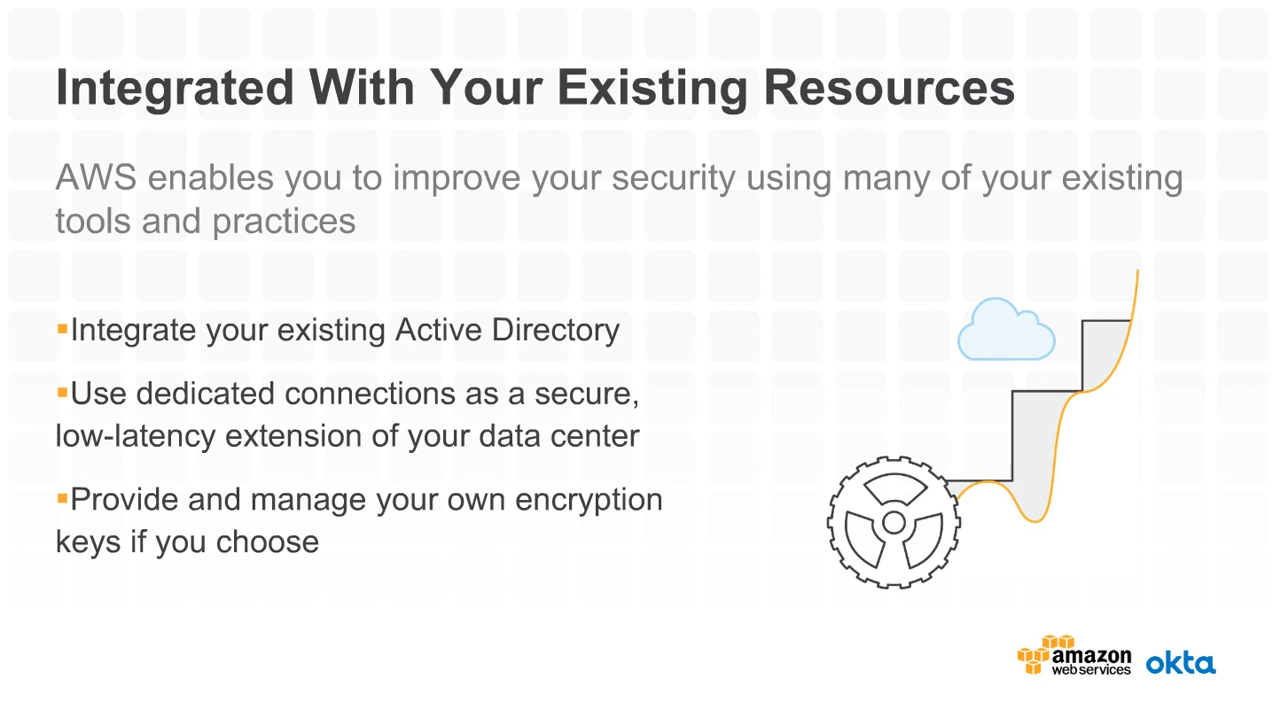 Integrated With Your Existing Resources
AWS enables you to improve your security using many of your existing
tools and practices
▪Integrate your existing Active Directory
▪Use dedicated connections as a secure,
low-latency extension of your data center
▪Provide and manage your own encryption
keys if you choose
amazon
web services
okta